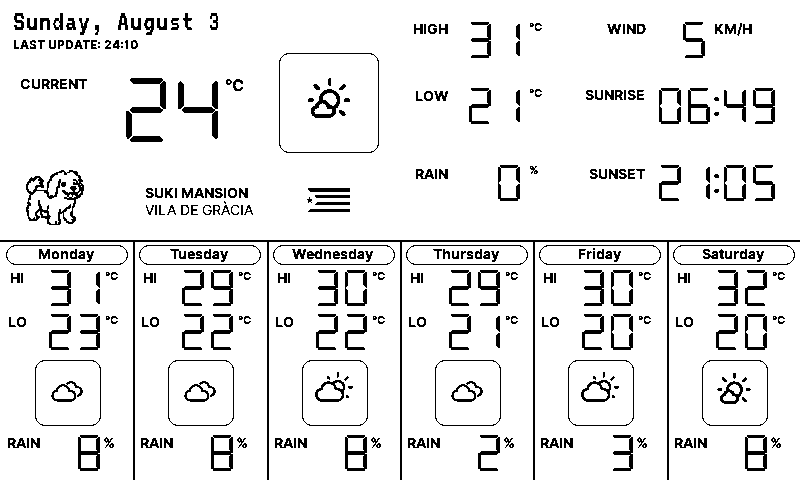 Sunday, August 3
LAST UPDATE: 24:10
CURRENT 24 °C
SUKI MANSION
VILA DE GRÀCIA
HIGH 31 °C
LOW 21 °C
RAIN 0 %
WIND 5 KM/H
SUNRISE 06:49
SUNSET 21:05
Monday
HI 31 °C
LO 23 °C
RAIN 8 %
Tuesday
HI 29 °C
LO 22 °C
RAIN 8 %
Wednesday
HI 30 °C
LO 22 °C
RAIN 8 %
Thursday
HI 29 °C
LO 21 °C
RAIN 2 %
Friday
HI 30 °C
LO 20 °C
RAIN 3 %
Saturday
HI 32 °C
LO 20 °C
RAIN 8 %